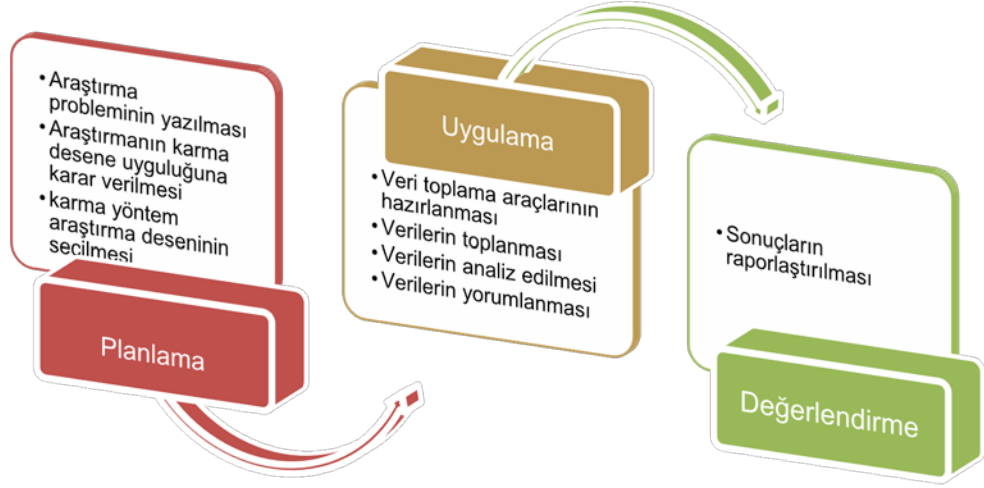 •Araştırma
probleminin yazılması
•Araştırmanın karma
desene uyguluğuna
karar verilmesi
•karma yöntem
araştırma deseninin
seçilmesi
Planlama
Uygulama
•Veri toplama araçlarının
hazırlanması
•Verilerin toplanması
•Verilerin analiz edilmesi
•Verilerin yorumlanması
•Sonuçların
raporlaştırılması
Değerlendirme